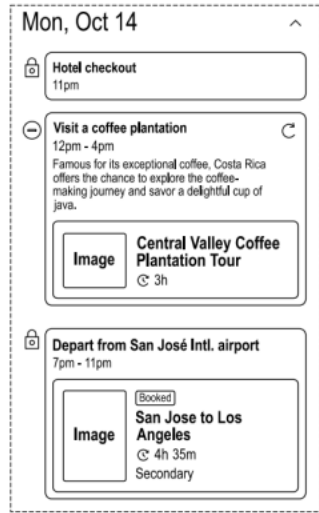 Mon, Oct 14
Hotel checkout
11pm
Visit a coffee plantation
12pm - 4pm
Famous for its exceptional coffee, Costa Rica
offers the chance to explore the coffee-
making journey and savor a delightful cup of
java.
Image
Central Valley Coffee
Plantation Tour
3h
Depart from San José Intl. airport
7pm - 11pm
Image
Booked
San Jose to Los
Angeles
4h 35m
Secondary